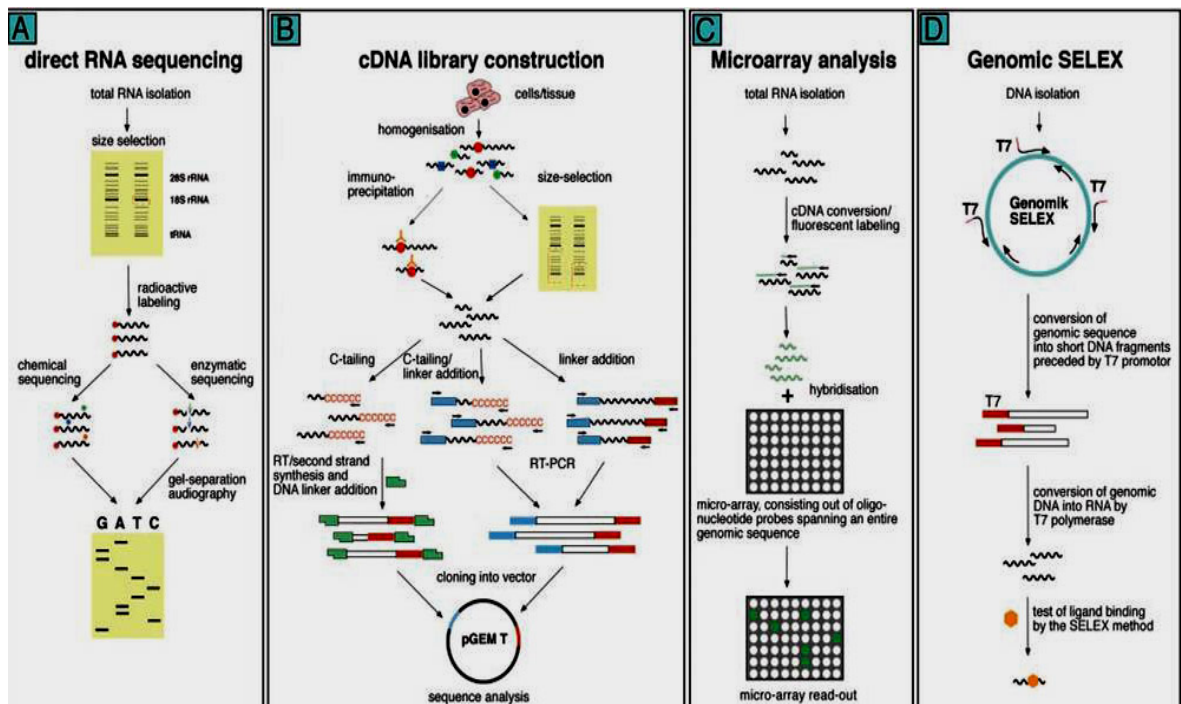 A
direct RNA sequencing
total RNA isolation
size selection
28S rRNA
18S rRNA
tRNA
radioactive
labeling
chemical
sequencing
enzymatic
sequencing
gel-separation
audiography
G A T C
B
cDNA library construction
cells/tissue
homogenisation
immuno-
precipitation
size-selection
C-tailing
C-tailing/
linker addition
linker addition
RT/second strand
synthesis and
DNA linker addition
RT-PCR
cloning into vector
pGEM T
sequence analysis
C
Microarray analysis
total RNA isolation
cDNA conversion/
fluorescent labeling
hybridisation
+
micro-array, consisting out of oligo-
nucleotide probes spanning an entire
genomic sequence
micro-array read-out
D
Genomic SELEX
DNA isolation
T7
T7
T7
Genomik
SELEX
conversion of
genomic sequence
into short DNA fragments
preceded by T7 promotor
T7
conversion of genomic
DNA into RNA by
T7 polymerase
test of ligand binding
by the SELEX method